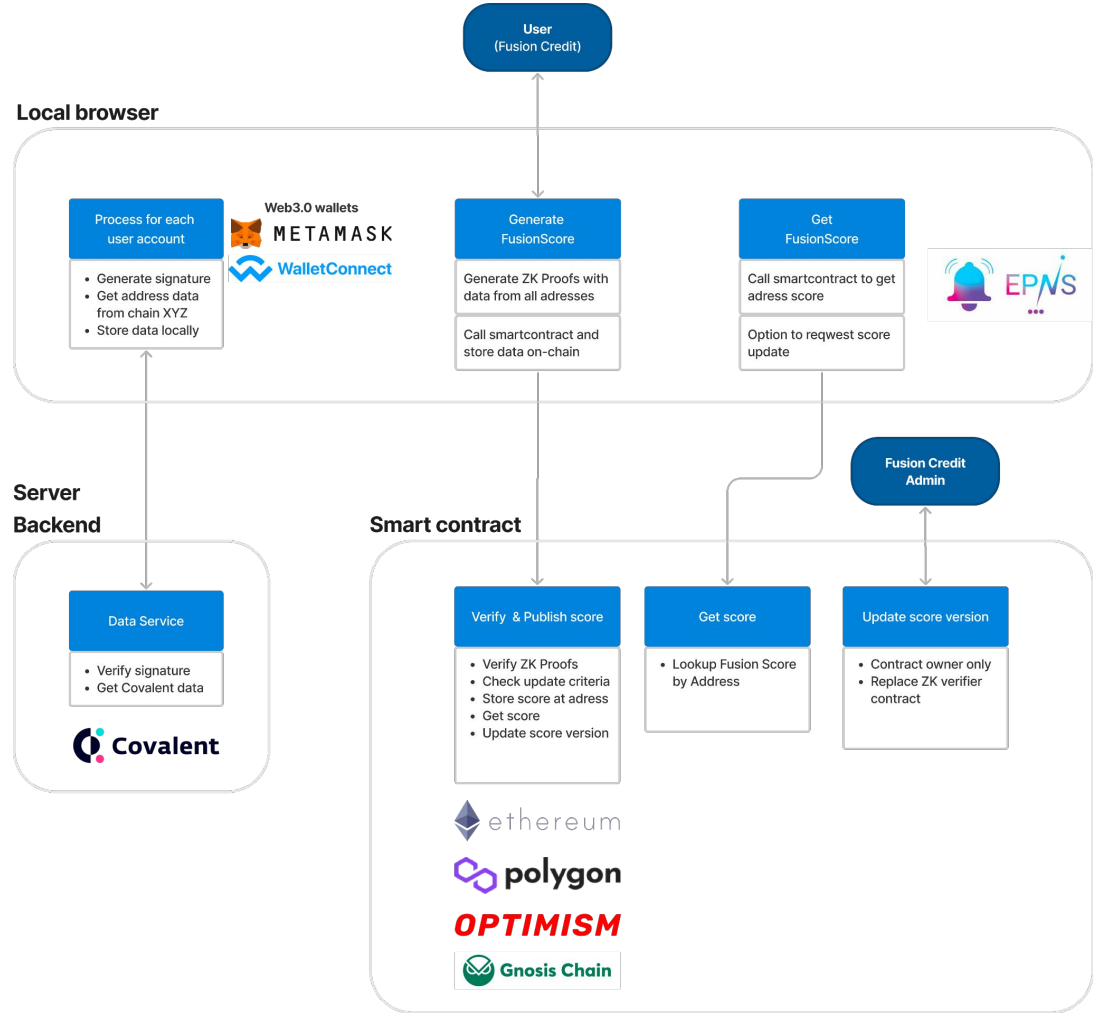 User
(Fusion Credit)
Local browser
Process for each
user account
Generate signature
Get address data
from chain XYZ
Store data locally
Web3.0 wallets
METAMASK
WalletConnect
Generate
FusionScore
Generate ZK Proofs with
data from all adresses
Call smartcontract and
store data on-chain
Get
FusionScore
Call smartcontract to get
adress score
Option to reqwest score
update
EPNS
Server
Backend
Data Service
Verify signature
Get Covalent data
Covalent
Smart contract
Fusion Credit
Admin
Verify & Publish score
Verify ZK Proofs
Check update criteria
Store score at adress
Get score
Update score version
Get score
Lookup Fusion Score
by Address
Update score version
Contract owner only
Replace ZK verifier
contract
ethereum
polygon
OPTIMISM
Gnosis Chain